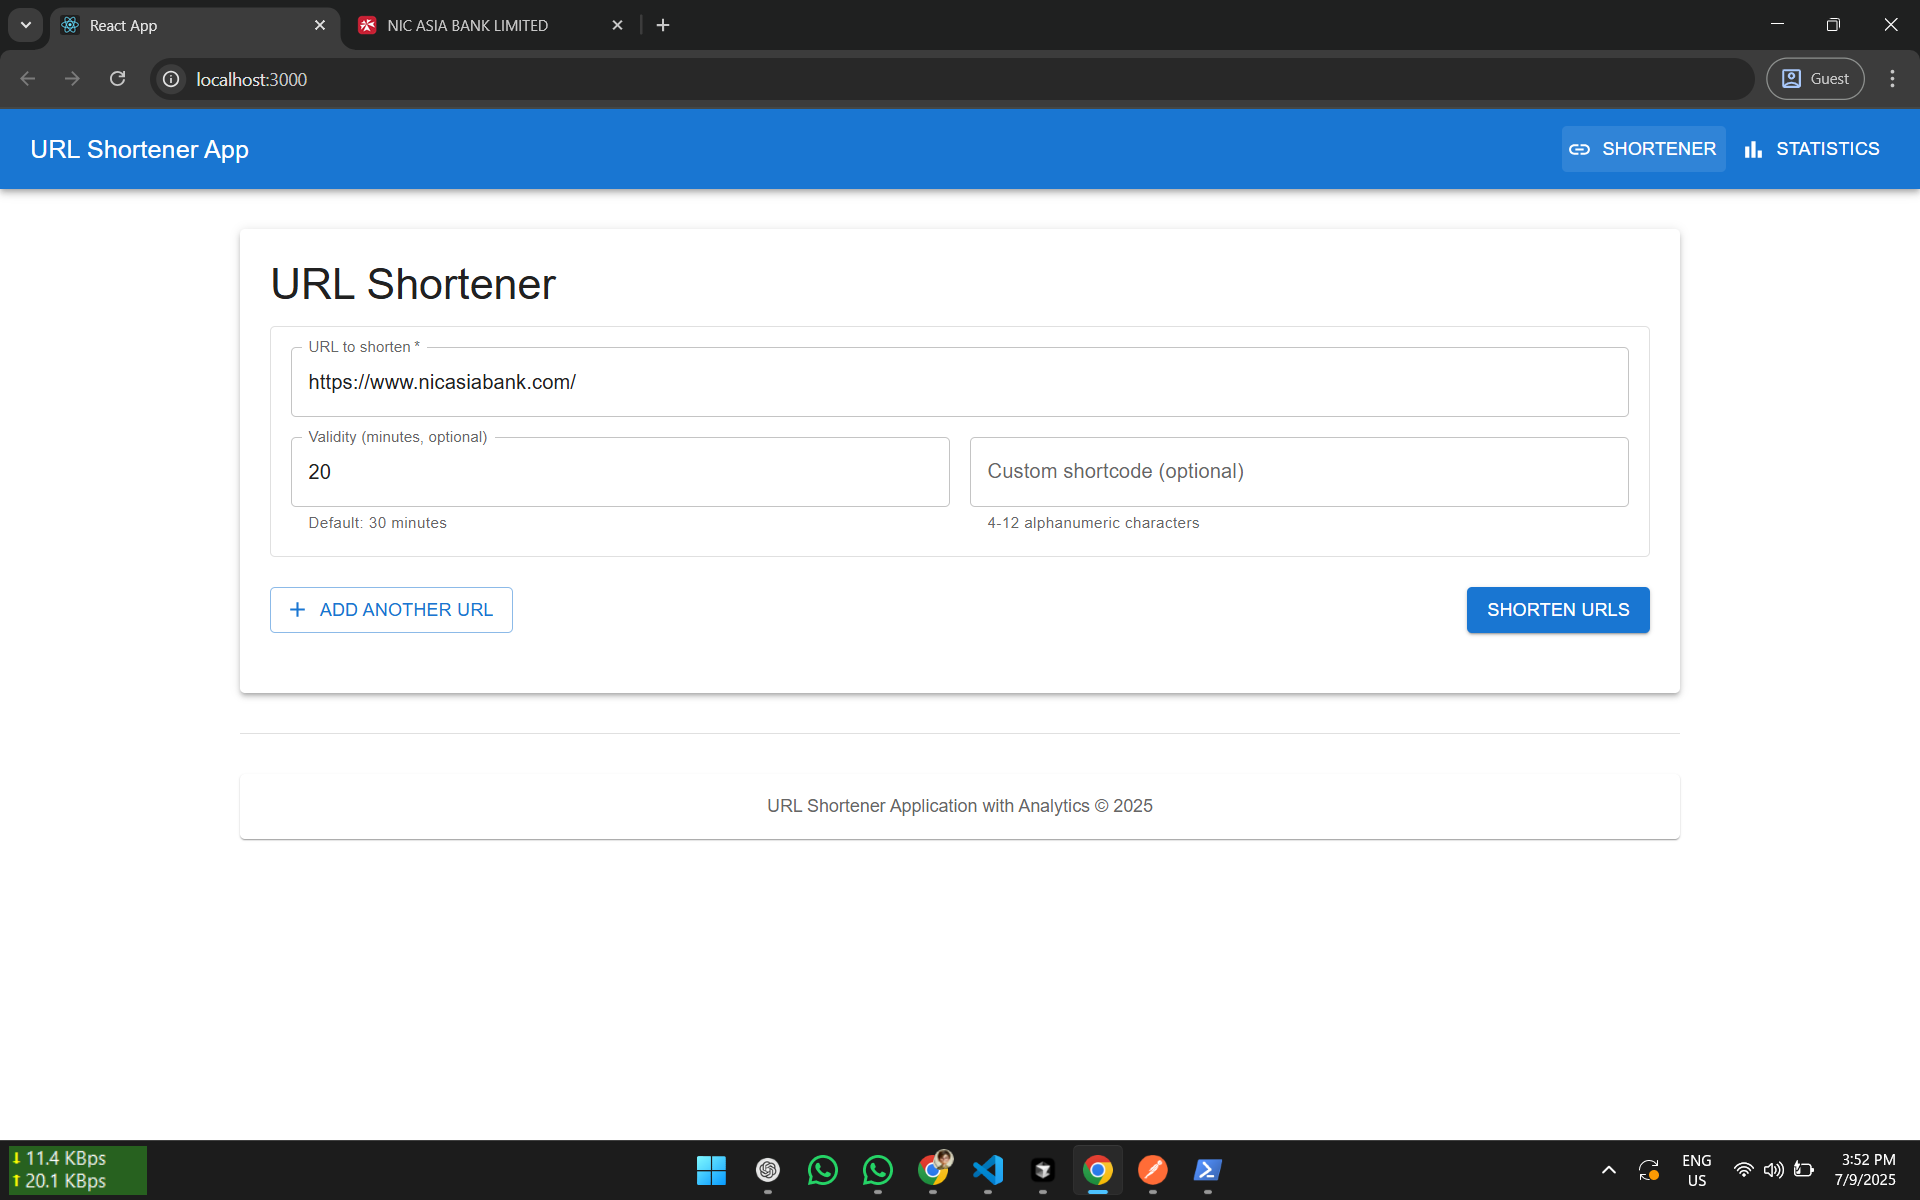 React App
NIC ASIA BANK LIMITED
localhost:3000
Guest
URL Shortener App
SHORTENER
STATISTICS
URL Shortener
URL to shorten *
https://www.nicasiabank.com/
Validity (minutes, optional)
20
Custom shortcode (optional)
Default: 30 minutes
4-12 alphanumeric characters
ADD ANOTHER URL
SHORTEN URLS
URL Shortener Application with Analytics © 2025
11.4 KBps
20.1 KBps
ENG
US
3:52 PM
7/9/2025